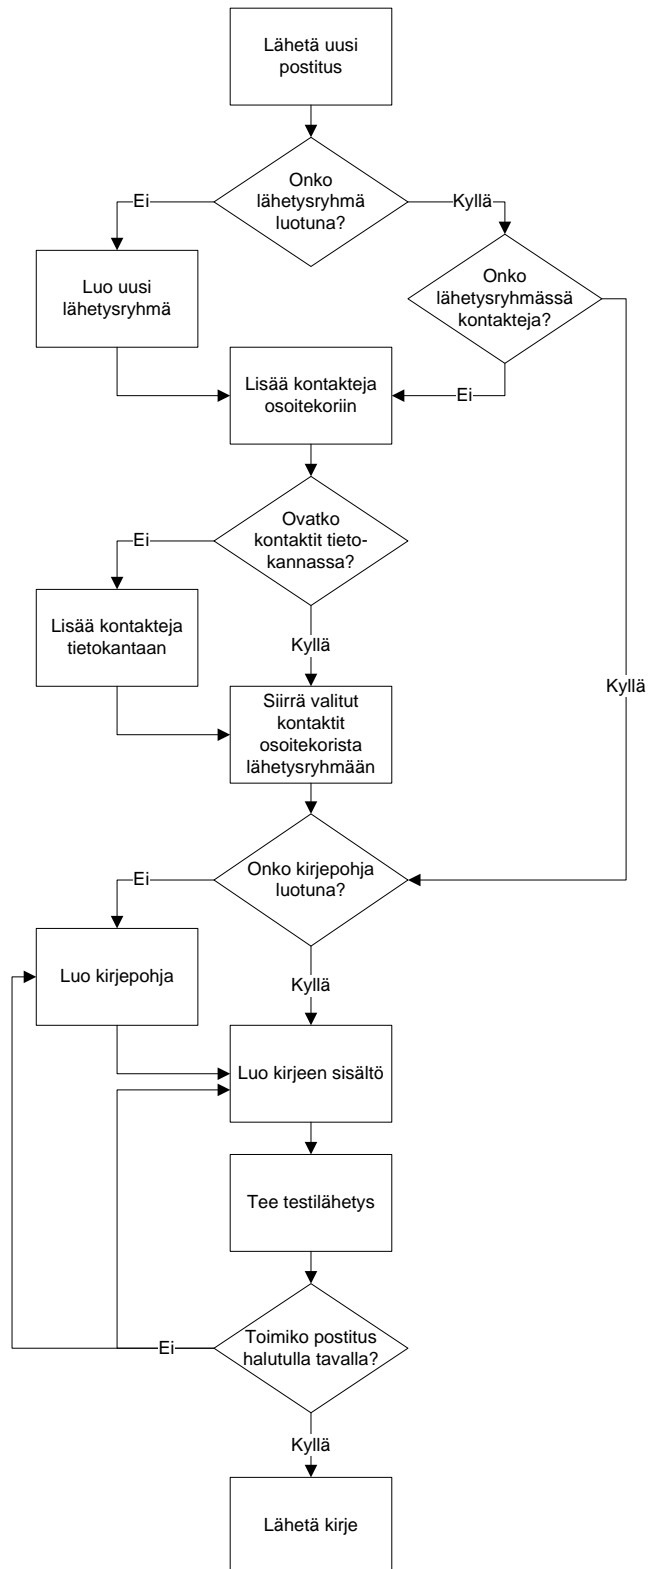 Lähetä uusi
postitus
Onko
lähetysryhmä
luotuna?
Ei
Kyllä
Luo uusi
lähetysryhmä
Onko
lähetysryhmässä
kontakteja?
Lisää kontakteja
osoitekoriin
Ei
Ovatko
kontaktit tieto-
kannassa?
Ei
Lisää kontakteja
tietokantaan
Kyllä
Kyllä
Siirrä valitut
kontaktit
osoitekorista
lähetysryhmään
Onko kirjepohja
luotuna?
Ei
Luo kirjepohja
Kyllä
Luo kirjeen sisältö
Tee testilähetys
Toimiko postitus
halutulla tavalla?
Ei
Kyllä
Lähetä kirje